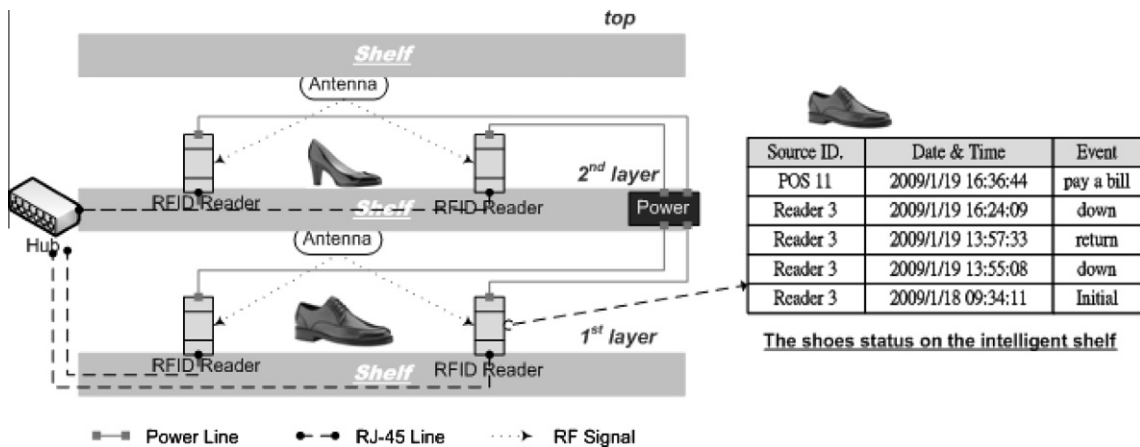 top
Shelf
Antenna
2nd layer
RFID Reader
RFID Reader
Shelf
Power
Hub
Antenna
1st layer
RFID Reader
RFID Reader
Shelf
Power Line
RJ-45 Line
RF Signal
Source ID. Date & Time Event
POS 11 2009/1/19 16:36:44 pay a bill
Reader 3 2009/1/19 16:24:09 down
Reader 3 2009/1/19 13:57:33 return
Reader 3 2009/1/19 13:55:08 down
Reader 3 2009/1/18 09:34:11 Initial
The shoes status on the intelligent shelf